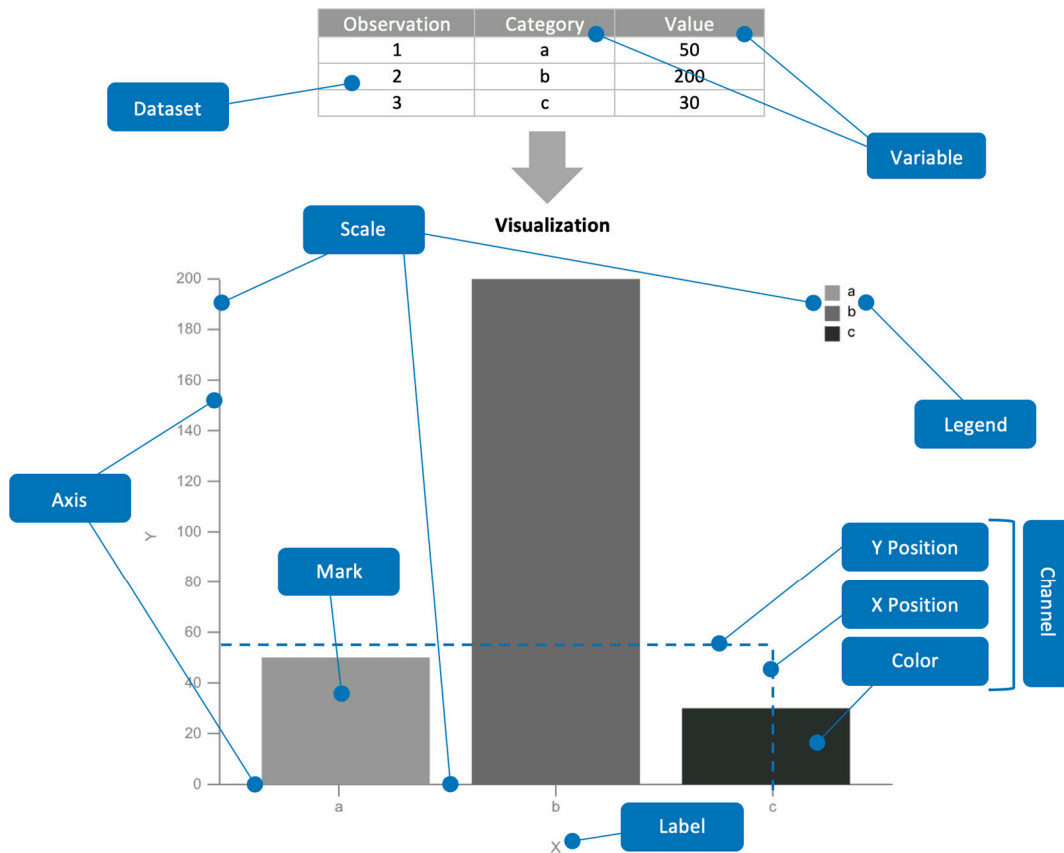 Observation Category Value
1 a 50
2 b 200
3 c 30
Dataset
Variable
Scale
Visualization
200
180
160
140
120
100
80
60
40
20
0
Y
a
b
c
Legend
Axis
Mark
Y Position
X Position
Color
Channel
a b c
X
Label